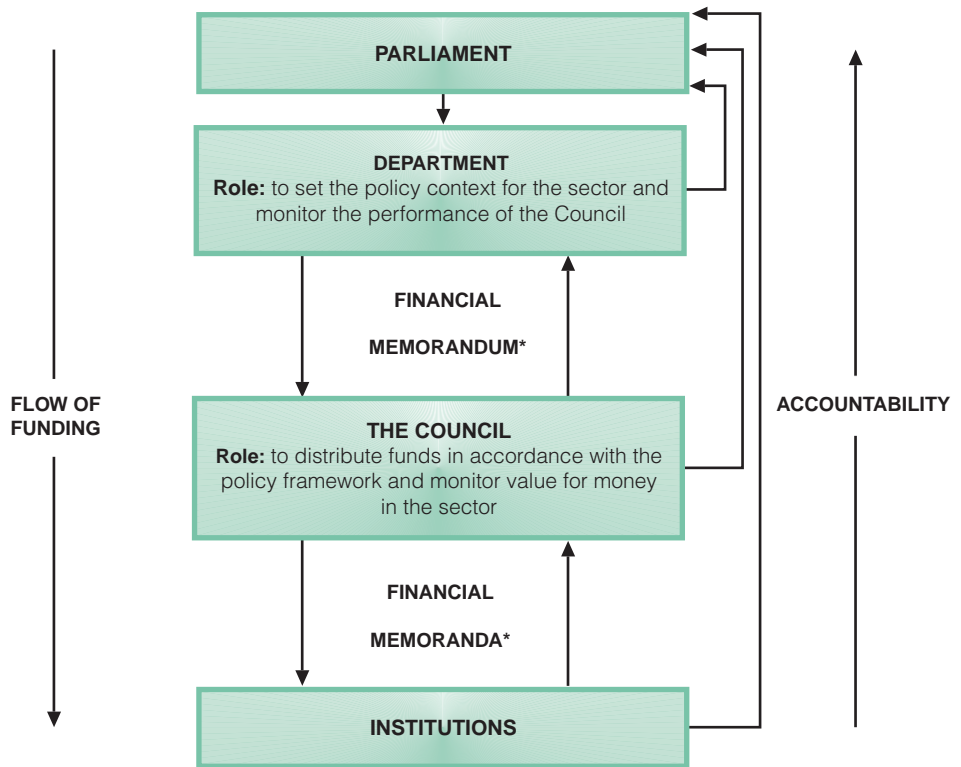 PARLIAMENT
DEPARTMENT
Role: to set the policy context for the sector and
monitor the performance of the Council
FINANCIAL
MEMORANDUM*
FLOW OF
FUNDING
ACCOUNTABILITY
THE COUNCIL
Role: to distribute funds in accordance with the
policy framework and monitor value for money
in the sector
FINANCIAL
MEMORANDA*
INSTITUTIONS